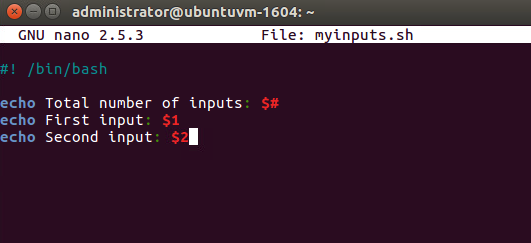 administrator@ubuntuvm-1604: ~
GNU nano 2.5.3 File: myinputs.sh
#! /bin/bash
echo Total number of inputs: $#
echo First input: $1
echo Second input: $2